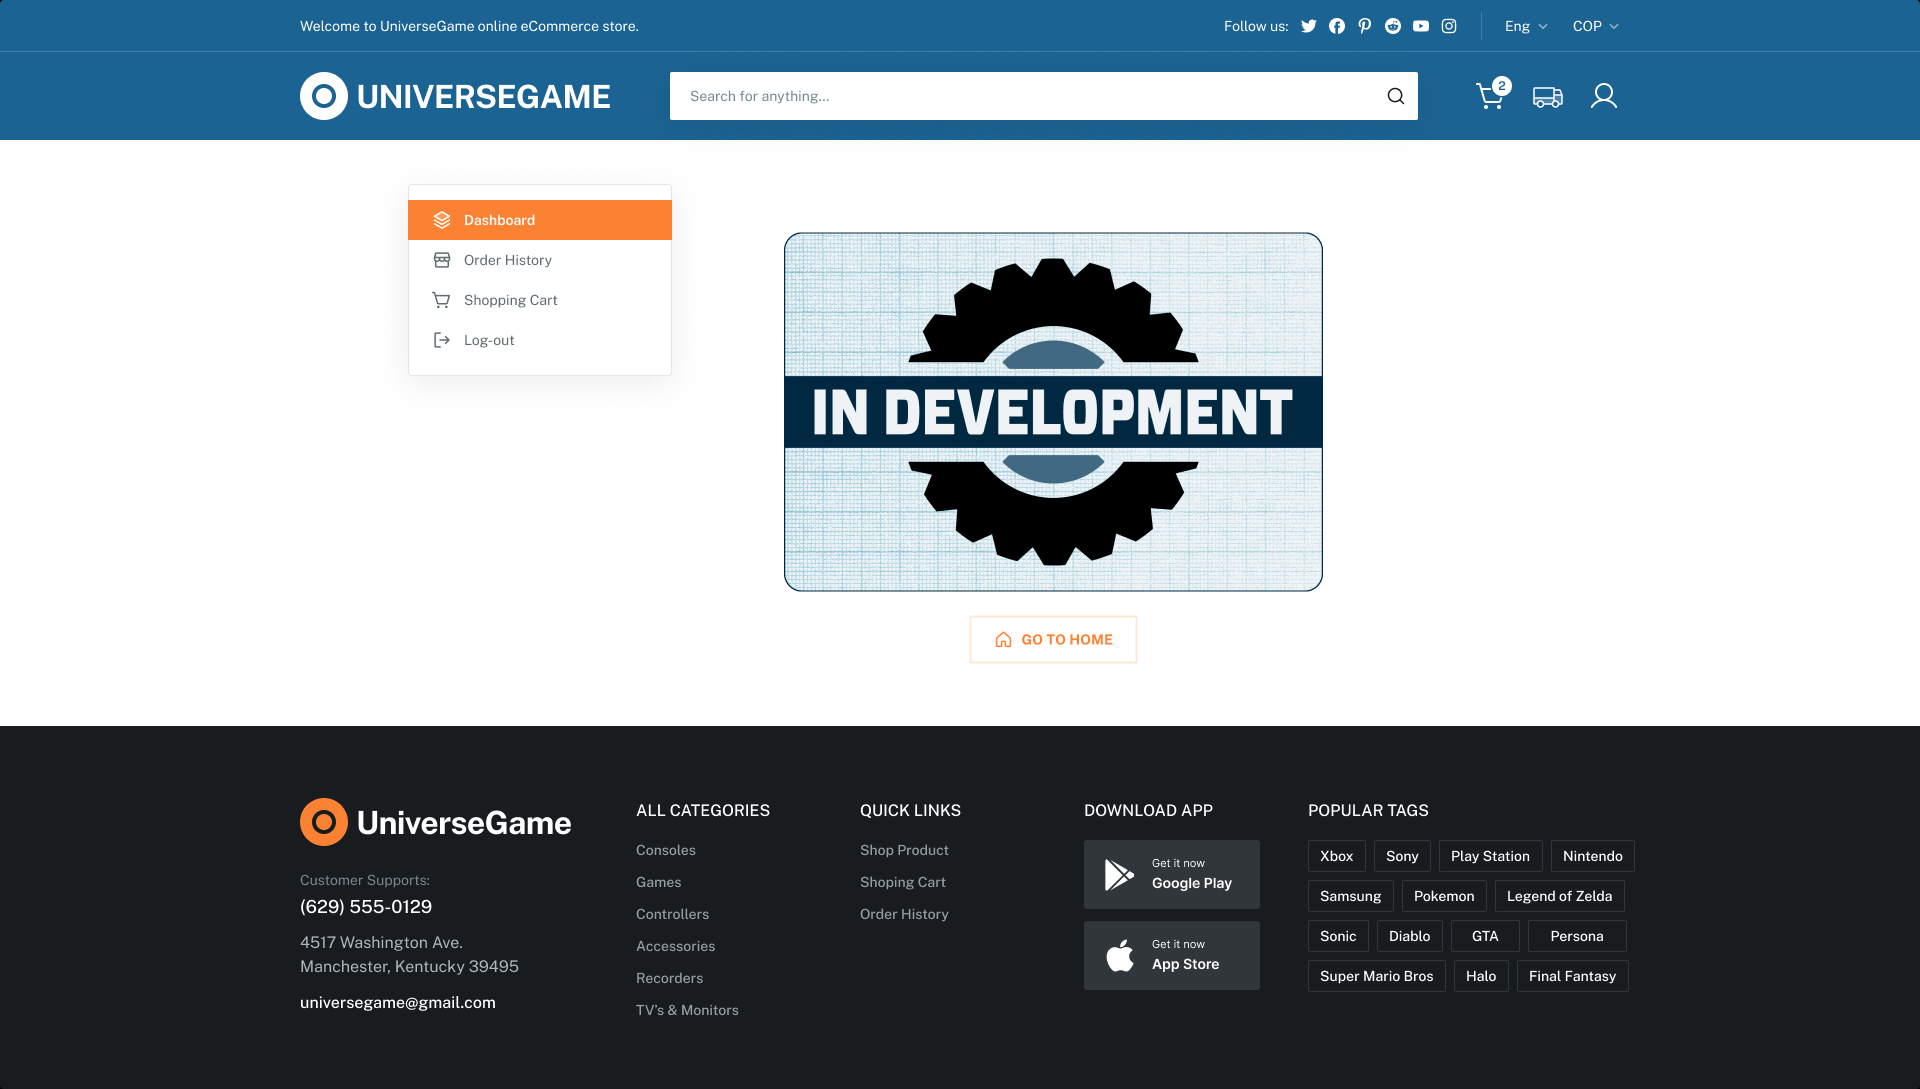 Welcome to UniverseGame online eCommerce store.
Follow us:
Eng
COP
UNIVERSEGAME
Search for anything...
2
Dashboard
Order History
Shopping Cart
Log-out
IN DEVELOPMENT
GO TO HOME
UniverseGame
Customer Supports:
(629) 555-0129
4517 Washington Ave.
Manchester, Kentucky 39495
universegame@gmail.com
ALL CATEGORIES
Consoles
Games
Controllers
Accessories
Recorders
TV's & Monitors
QUICK LINKS
Shop Product
Shoping Cart
Order History
DOWNLOAD APP
Get it now
Google Play
Get it now
App Store
POPULAR TAGS
Xbox Sony Play Station Nintendo
Samsung Pokemon Legend of Zelda
Sonic Diablo GTA Persona
Super Mario Bros Halo Final Fantasy